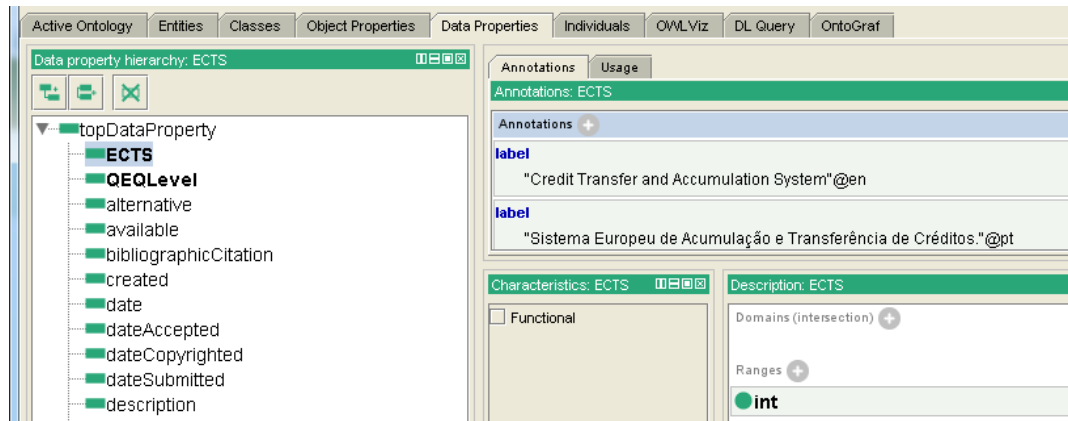 Active Ontology Entities Classes Object Properties Data Properties Individuals OWLViz DL Query OntoGraf
Data property hierarchy: ECTS
topDataProperty
ECTS
QEQLevel
alternative
available
bibliographicCitation
created
date
dateAccepted
dateCopyrighted
dateSubmitted
description
Annotations Usage
Annotations: ECTS
Annotations
label
"Credit Transfer and Accumulation System"@en
label
"Sistema Europeu de Acumulação e Transferência de Créditos."@pt
Characteristics: ECTS
Functional
Description: ECTS
Domains (intersection)
Ranges
int